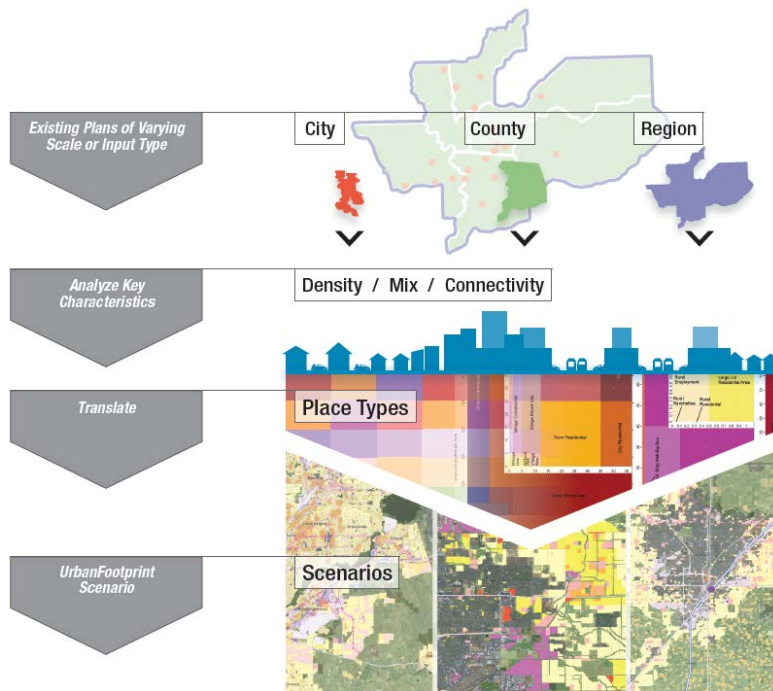 Existing Plans of Varying
Scale or Input Type
City
County
Region
Analyze Key
Characteristics
Density / Mix / Connectivity
Translate
Place Types
Rural
Employment
Large Lot
Residential Area
Rural
Rural
Residential
Town Residential
City Residential
UrbanFootprint
Scenario
Scenarios